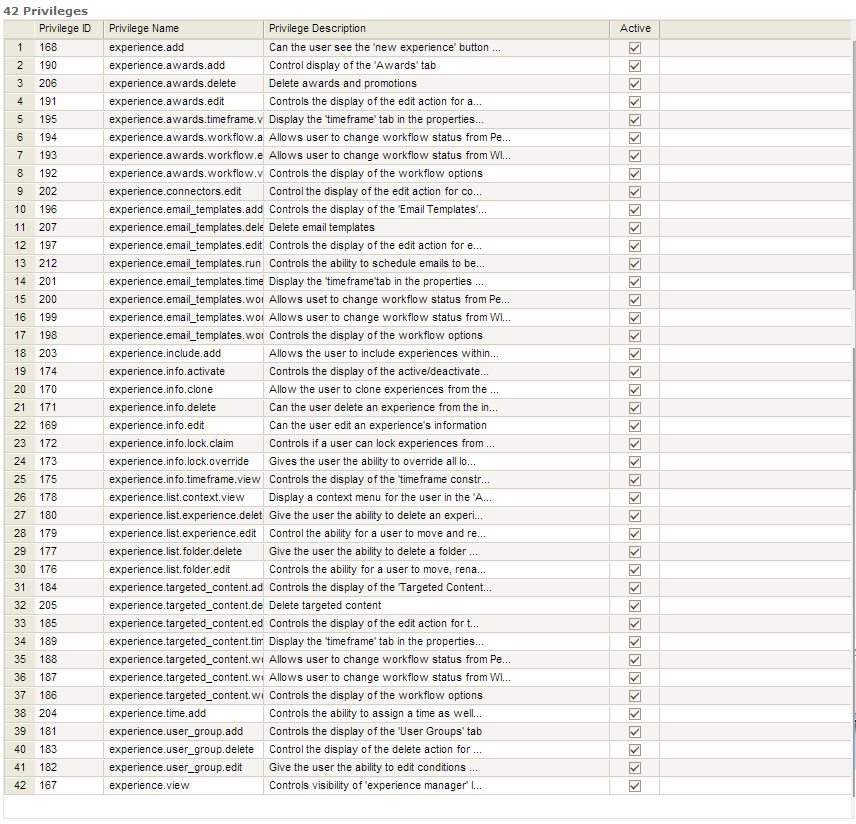 42 Privileges
Privilege ID Privilege Name Privilege Description Active
1 168 experience.add Can the user see the 'new experience' button ...
2 190 experience.awards.add Control display of the 'Awards' tab
3 206 experience.awards.delete Delete awards and promotions
4 191 experience.awards.edit Controls the display of the edit action for a...
5 195 experience.awards.timeframe.v Display the 'timeframe' tab in the properties...
6 194 experience.awards.workflow.a Allows user to change workflow status from Pe...
7 193 experience.awards.workflow.e Allows user to change workflow status from WI...
8 192 experience.awards.workflow.v Controls the display of the workflow options
9 202 experience.connectors.edit Control the display of the edit action for co...
10 196 experience.email_templates.add Controls the display of the 'Email Templates'...
11 207 experience.email_templates.dele Delete email templates
12 197 experience.email_templates.edit Controls the display of the edit action for e...
13 212 experience.email_templates.run Controls the ability to schedule emails to be...
14 201 experience.email_templates.time Display the 'timeframe'tab in the properties ...
15 200 experience.email_templates.wor Allows uset to change workflow status from Pe...
16 199 experience.email_templates.wor Allows user to change workflow status from WI...
17 198 experience.email_templates.wor Controls the display of the workflow options
18 203 experience.include.add Allows the user to include experiences within...
19 174 experience.info.activate Controls the display of the active/deactivate...
20 170 experience.info.clone Allow the user to clone experiences from the ...
21 171 experience.info.delete Can the user delete an experience from the in...
22 169 experience.info.edit Can the user edit an experience's information
23 172 experience.info.lock.claim Controls if a user can lock experiences from ...
24 173 experience.info.lock.override Gives the user the ability to override all lo...
25 175 experience.info.timeframe.view Controls the display of the 'timeframe constr...
26 178 experience.list.context.view Display a context menu for the user in the 'A...
27 180 experience.list.experience.delet Give the user the ability to delete an experi...
28 179 experience.list.experience.edit Control the ability for a user to move and re...
29 177 experience.list.folder.delete Give the user the ability to delete a folder ...
30 176 experience.list.folder.edit Controls the ability for a user to move, rena...
31 184 experience.targeted_content.ad Controls the display of the 'Targeted Content...
32 205 experience.targeted_content.de Delete targeted content
33 185 experience.targeted_content.ed Controls the display of the edit action for t...
34 189 experience.targeted_content.tim Display the 'timeframe' tab in the properties...
35 188 experience.targeted_content.wo Allows user to change workflow status from Pe...
36 187 experience.targeted_content.wo Allows user to change workflow status from WI...
37 186 experience.targeted_content.wo Controls the display of the workflow options
38 204 experience.time.add Controls the ability to assign a time as well...
39 181 experience.user_group.add Controls the display of the 'User Groups' tab
40 183 experience.user_group.delete Control the display of the delete action for ...
41 182 experience.user_group.edit Give the user the ability to edit conditions ...
42 167 experience.view Controls visibility of 'experience manager' l...